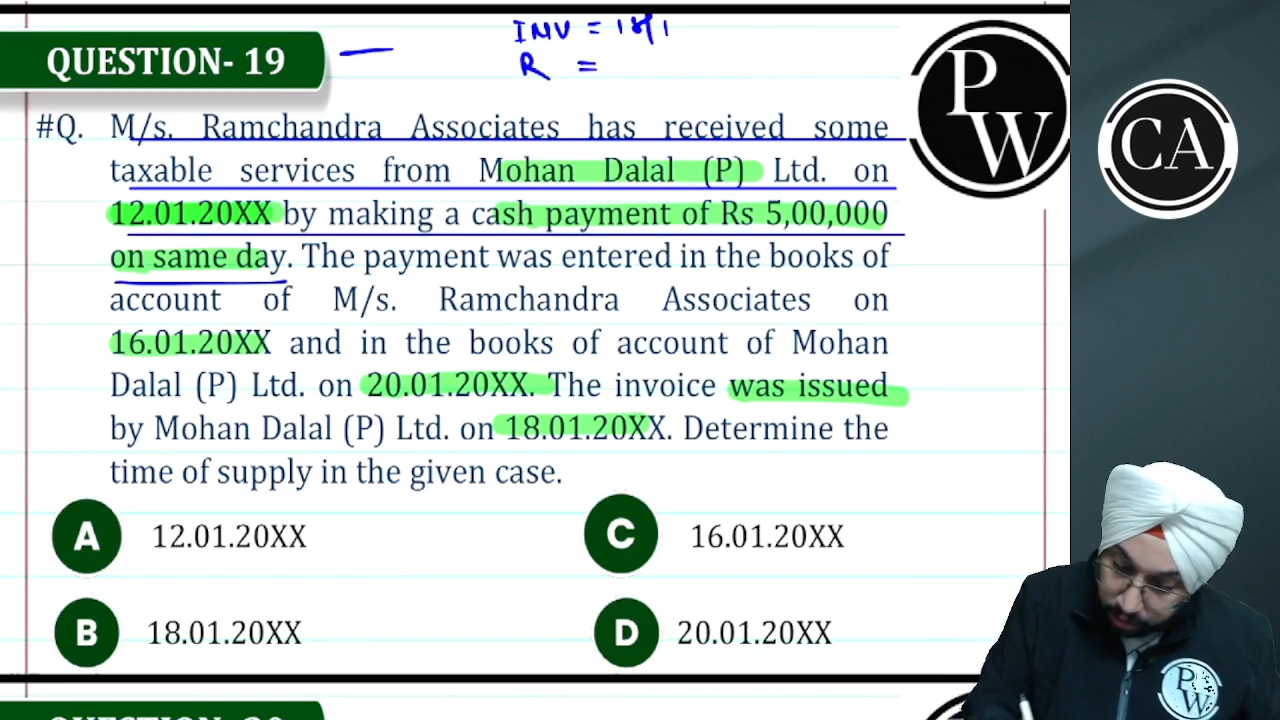 INV = 18/1
R =
QUESTION- 19
#Q. M/s. Ramchandra Associates has received some
taxable services from Mohan Dalal (P) Ltd. on
12.01.20XX by making a cash payment of Rs 5,00,000
on same day. The payment was entered in the books of
account of M/s. Ramchandra Associates on
16.01.20XX and in the books of account of Mohan
Dalal (P) Ltd. on 20.01.20XX. The invoice was issued
by Mohan Dalal (P) Ltd. on 18.01.20XX. Determine the
time of supply in the given case.
A 12.01.20XX
C 16.01.20XX
B 18.01.20XX
D 20.01.20XX
PW
CA
PW